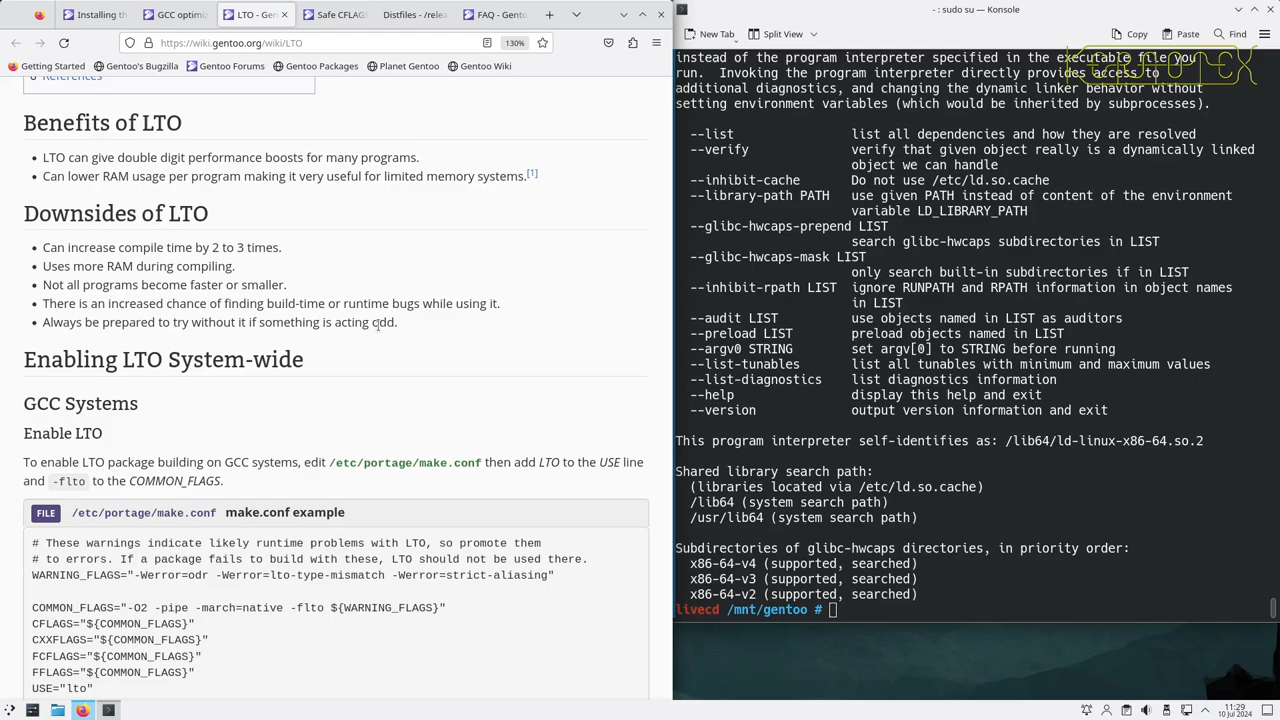 Installing th
GCC optimiz
LTO - Gen
Safe CFLAGS
Distfiles - /relea
FAQ - Gento
https://wiki.gentoo.org/wiki/LTO
130%
Getting Started
Gentoo's Bugzilla
Gentoo Forums
Gentoo Packages
Planet Gentoo
Gentoo Wiki
Benefits of LTO
LTO can give double digit performance boosts for many programs.
Can lower RAM usage per program making it very useful for limited memory systems.[1]
Downsides of LTO
Can increase compile time by 2 to 3 times.
Uses more RAM during compiling.
Not all programs become faster or smaller.
There is an increased chance of finding build-time or runtime bugs while using it.
Always be prepared to try without it if something is acting odd.
Enabling LTO System-wide
GCC Systems
Enable LTO
To enable LTO package building on GCC systems, edit /etc/portage/make.conf then add LTO to the USE line
and -flto to the COMMON_FLAGS.
FILE /etc/portage/make.conf make.conf example
# These warnings indicate likely runtime problems with LTO, so promote them
# to errors. If a package fails to build with these, LTO should not be used there.
WARNING_FLAGS="-Werror=odr -Werror=lto-type-mismatch -Werror=strict-aliasing"
COMMON_FLAGS="-O2 -pipe -march=native -flto ${WARNING_FLAGS}"
CFLAGS="${COMMON_FLAGS}"
CXXFLAGS="${COMMON_FLAGS}"
FCFLAGS="${COMMON_FLAGS}"
FFLAGS="${COMMON_FLAGS}"
USE="lto"
- : sudo su — Konsole
New Tab
Split View
Copy
Paste
Find
instead of the program interpreter specified in the executable file you
run.  Invoking the program interpreter directly provides access to
additional diagnostics, and changing the dynamic linker behavior without
setting environment variables (which would be inherited by subprocesses).
--list list all dependencies and how they are resolved
--verify verify that given object really is a dynamically linked
object we can handle
--inhibit-cache Do not use /etc/ld.so.cache
--library-path PATH use given PATH instead of content of the environment
variable LD_LIBRARY_PATH
--glibc-hwcaps-prepend LIST
search glibc-hwcaps subdirectories in LIST
--glibc-hwcaps-mask LIST
only search built-in subdirectories if in LIST
--inhibit-rpath LIST ignore RUNPATH and RPATH information in object names
in LIST
--audit LIST use objects named in LIST as auditors
--preload LIST preload objects named in LIST
--argv0 STRING set argv[0] to STRING before running
--list-tunables list all tunables with minimum and maximum values
--list-diagnostics list diagnostics information
--help display this help and exit
--version output version information and exit
This program interpreter self-identifies as: /lib64/ld-linux-x86-64.so.2
Shared library search path:
(libraries located via /etc/ld.so.cache)
/lib64 (system search path)
/usr/lib64 (system search path)
Subdirectories of glibc-hwcaps directories, in priority order:
x86-64-v4 (supported, searched)
x86-64-v3 (supported, searched)
x86-64-v2 (supported, searched)
livecd /mnt/gentoo #
11:29
10 Jul 2024